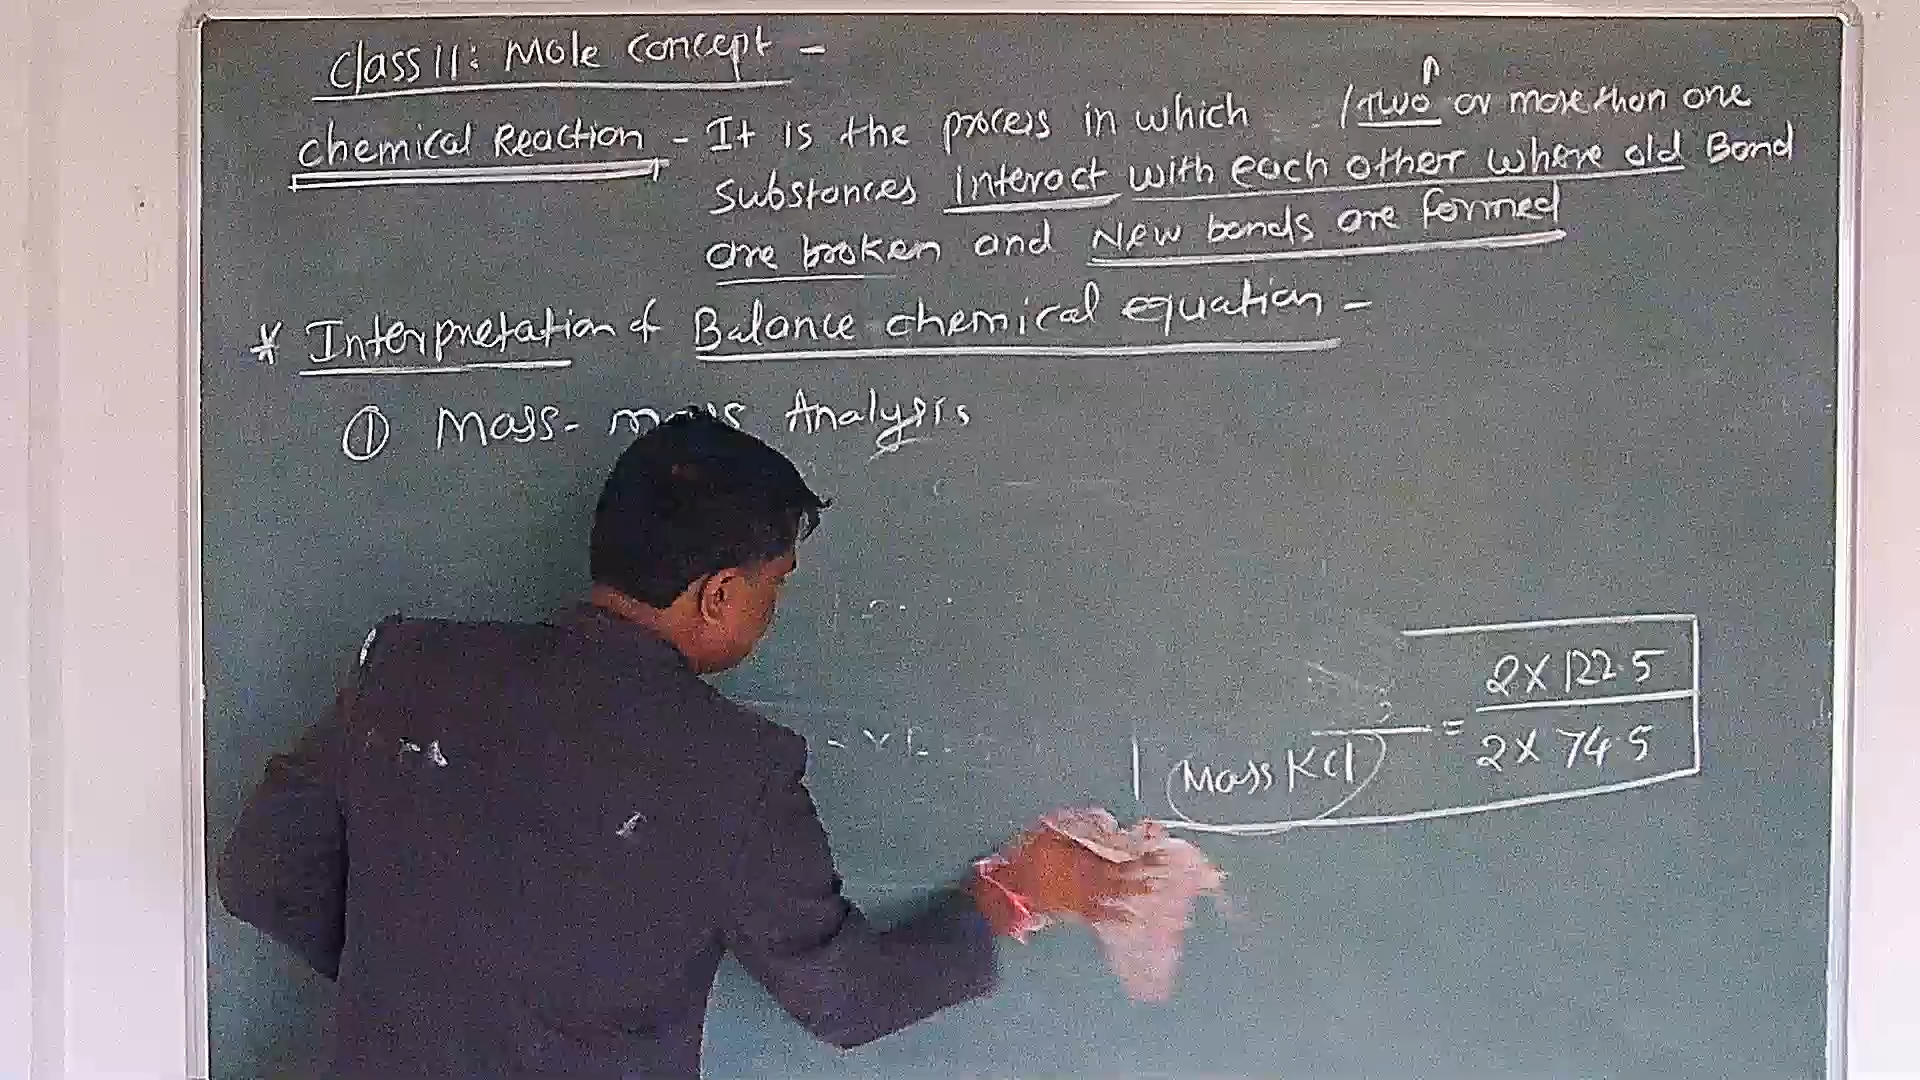 Class 11: Mole Concept -
Chemical Reaction - It is the process in which / Two or more than one
substances interact with each other where old Bond
are broken and New bonds are formed
* Interpretation of Balance chemical equation -
① Mass- mass Analysis
2 X 122.5
Mass KCl = 2 X 74.5